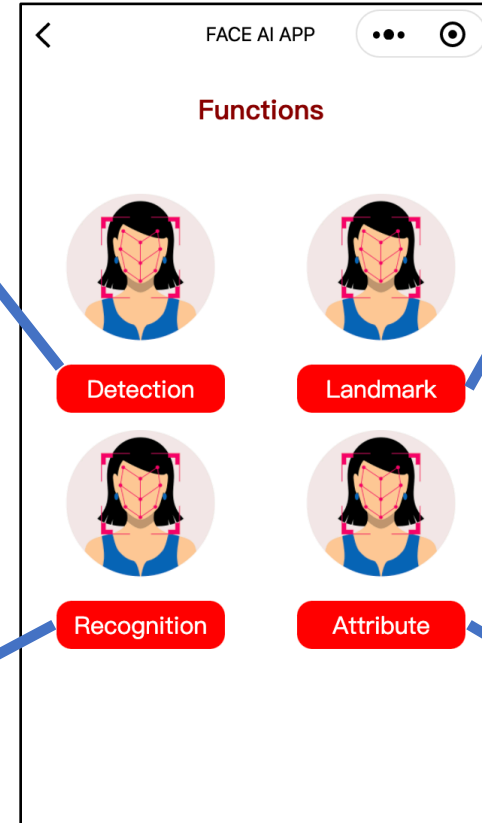 FACE AI APP
Functions
Detection
Landmark
Recognition
Attribute